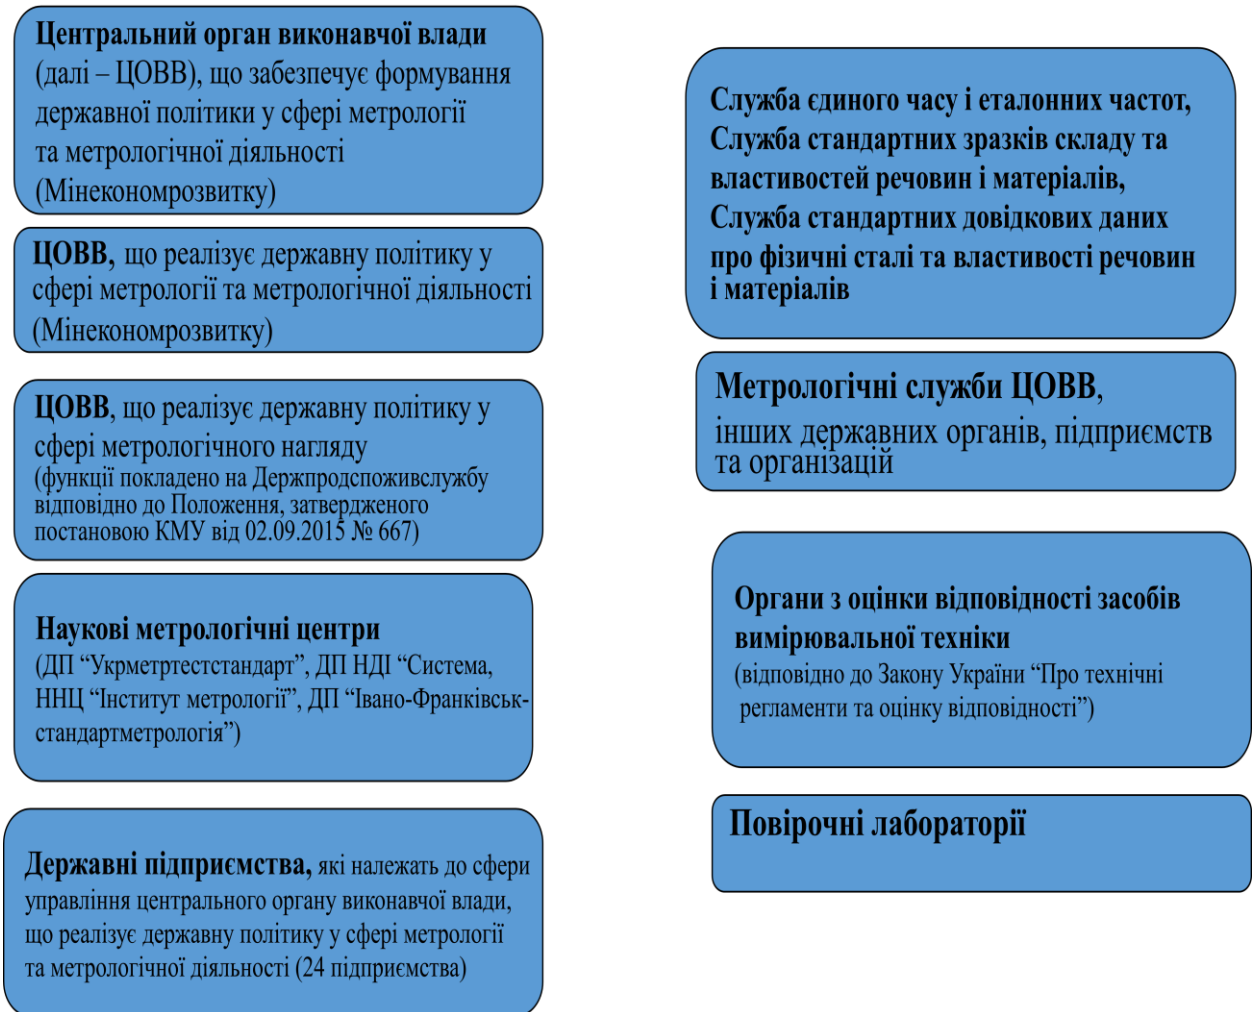 Центральний орган виконавчої влади
(далі – ЦОВВ), що забезпечує формування
державної політики у сфері метрології
та метрологічної діяльності
(Мінекономрозвитку)
ЦОВВ, що реалізує державну політику у
сфері метрології та метрологічної діяльності
(Мінекономрозвитку)
ЦОВВ, що реалізує державну політику у
сфері метрологічного нагляду
(функції покладено на Держпродспоживслужбу
відповідно до Положення, затвердженого
постановою КМУ від 02.09.2015 № 667)
Наукові метрологічні центри
(ДП “Укрметртестстандарт”, ДП НДІ “Система,
ННЦ “Інститут метрології”, ДП “Івано-Франківськ-
стандартметрологія”)
Державні підприємства, які належать до сфери
управління центрального органу виконавчої влади,
що реалізує державну політику у сфері метрології
та метрологічної діяльності (24 підприємства)
Служба єдиного часу і еталонних частот,
Служба стандартних зразків складу та
властивостей речовин і матеріалів,
Служба стандартних довідкових даних
про фізичні сталі та властивості речовин
і матеріалів
Метрологічні служби ЦОВВ,
інших державних органів, підприємств
та організацій
Органи з оцінки відповідності засобів
вимірювальної техніки
(відповідно до Закону України “Про технічні
регламенти та оцінку відповідності”)
Повірочні лабораторії